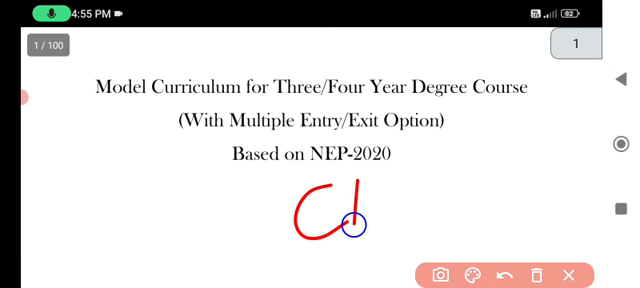 4:55 PM
82
1 / 100
1
Model Curriculum for Three/Four Year Degree Course
(With Multiple Entry/Exit Option)
Based on NEP-2020